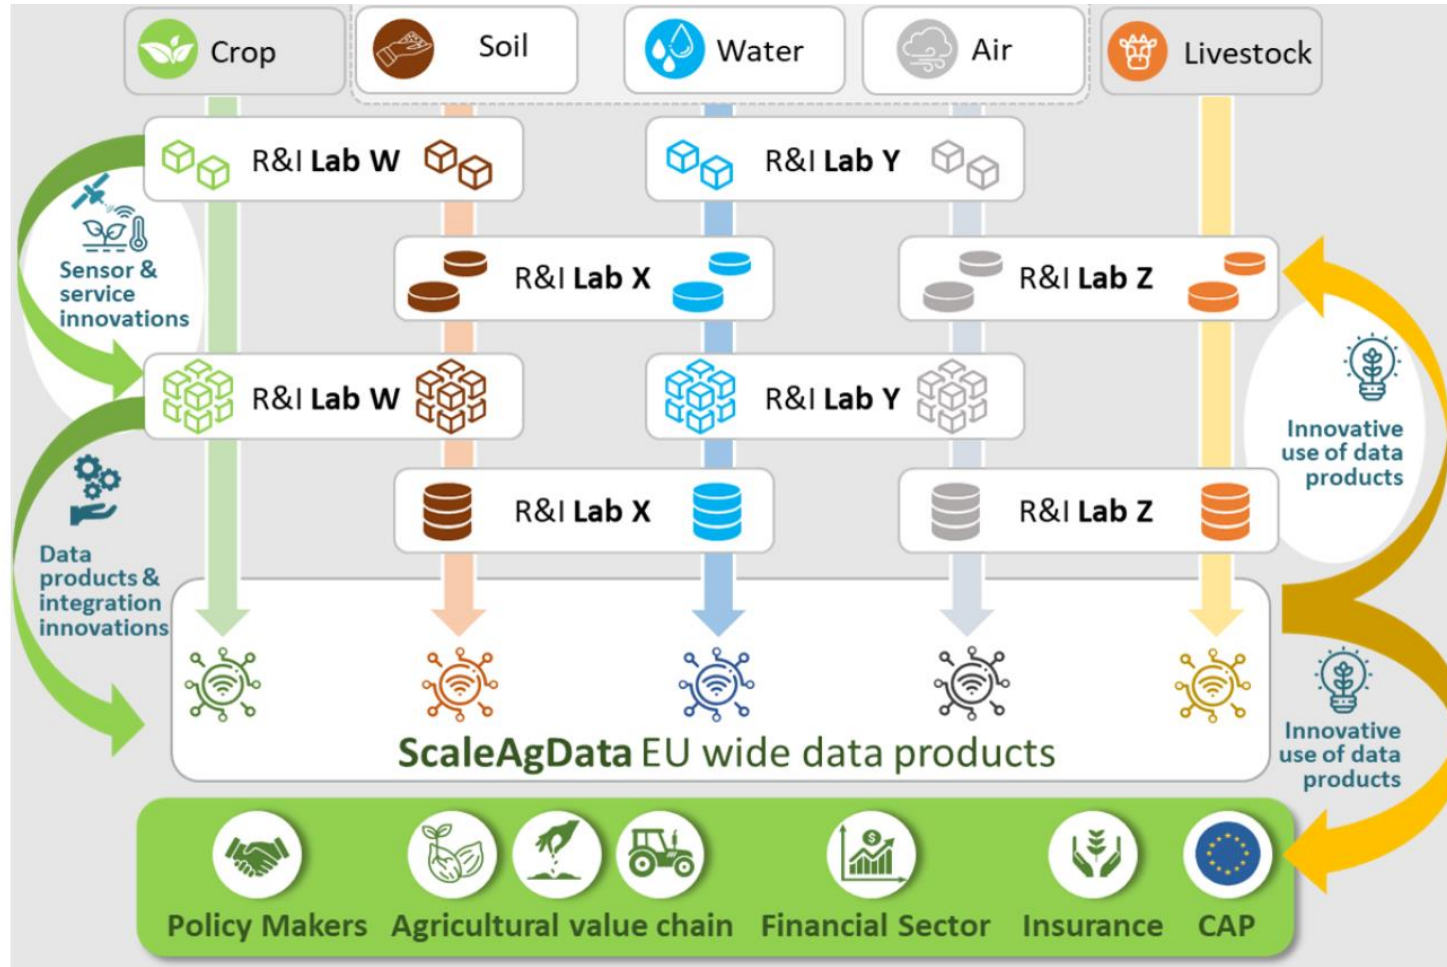 Crop
Soil
Water
Air
Livestock
R&I Lab W
R&I Lab Y
Sensor &
service
innovations
R&I Lab X
R&I Lab Z
R&I Lab W
R&I Lab Y
Innovative
use of data
products
R&I Lab X
R&I Lab Z
Data
products &
integration
innovations
ScaleAgData EU wide data products
Innovative
use of data
products
$
Policy Makers
Agricultural value chain
Financial Sector
Insurance
CAP